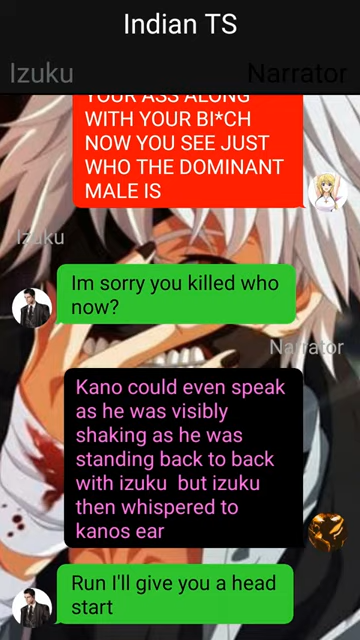 Indian TS
Izuku Narrator
YOUR ASS ALONG
WITH YOUR BI*CH
NOW YOU SEE JUST
WHO THE DOMINANT
MALE IS
Izuku
Im sorry you killed who
now?
Narrator
Kano could even speak
as he was visibly
shaking as he was
standing back to back
with izuku but izuku
then whispered to
kanos ear
Run I'll give you a head
start